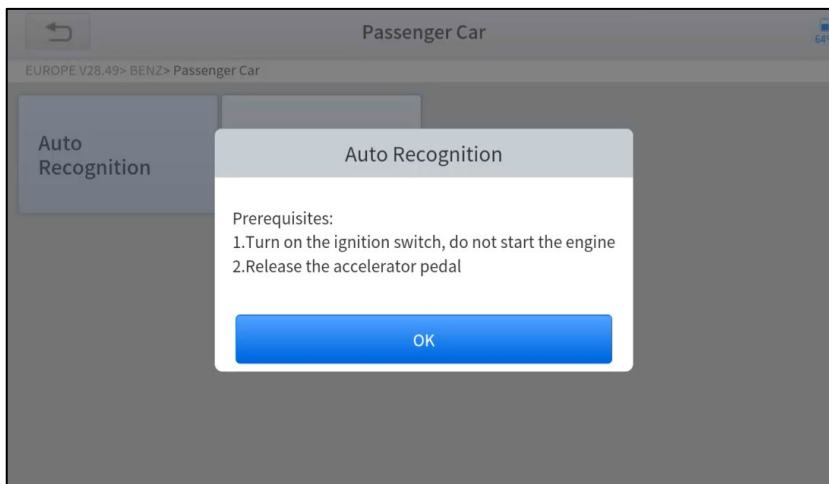 Passenger Car
EUROPE V28.49> BENZ> Passenger Car
Auto
Recognition
Auto Recognition
Prerequisites:
1.Turn on the ignition switch, do not start the engine
2.Release the accelerator pedal
OK